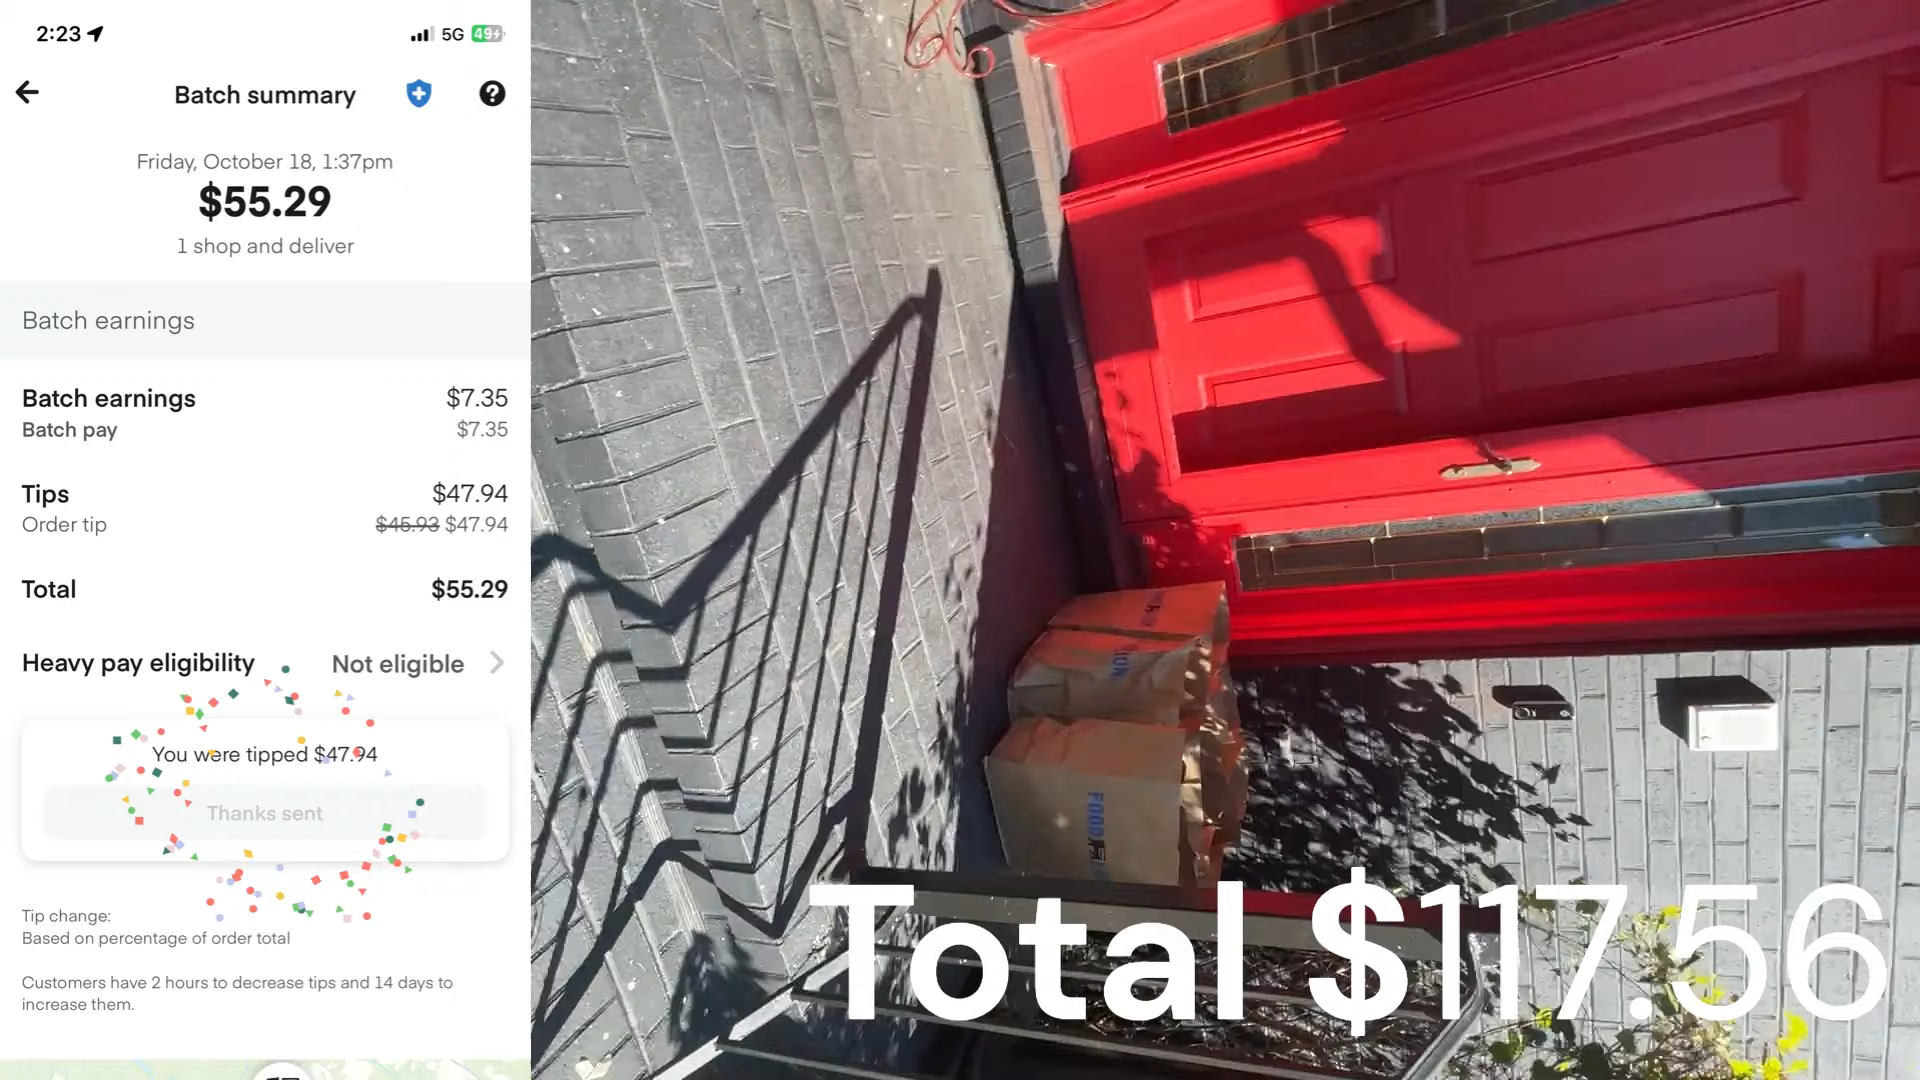 2:23
5G
49
Batch summary
Friday, October 18, 1:37pm
$55.29
1 shop and deliver
Batch earnings
Batch earnings $7.35
Batch pay $7.35
Tips $47.94
Order tip $45.93 $47.94
Total $55.29
Heavy pay eligibility Not eligible
You were tipped $47.94
Thanks sent
Tip change:
Based on percentage of order total
Customers have 2 hours to decrease tips and 14 days to
increase them.
FOOD
Total $117.56